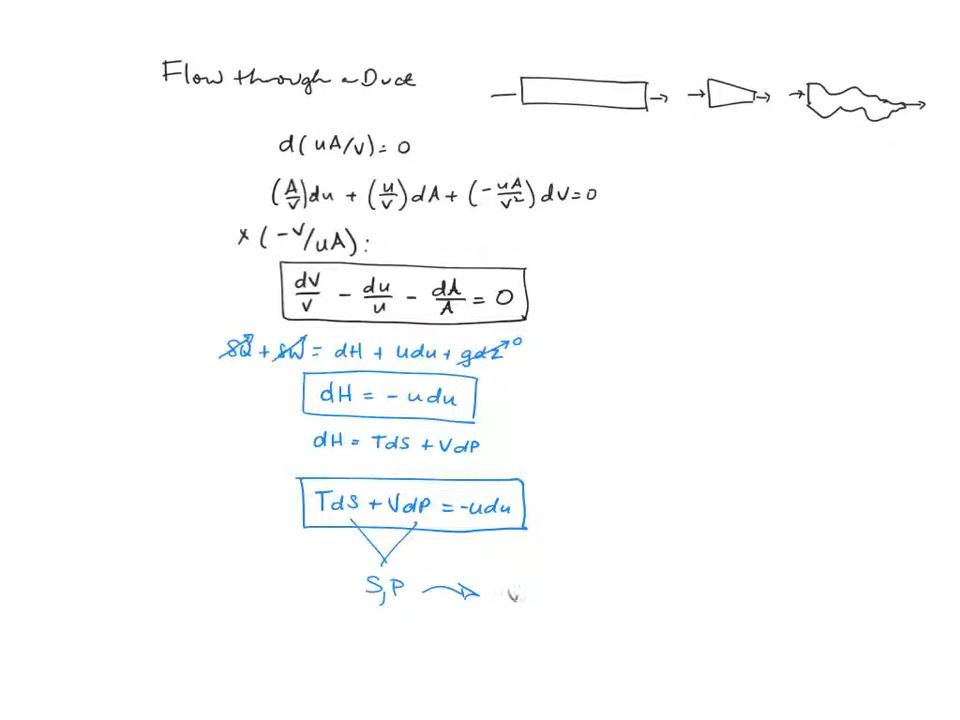 Flow through a Duct
d(uA/V)=0
(A/V)du + (u/V)dA + (-uA/V²)dV=0
×(-V/uA):
dV/V - du/u - dA/A = 0
δQ + δW = dH + udu + gdz 0
dH = - udu
dH = TdS + VdP
TdS + VdP = -udu
S,P